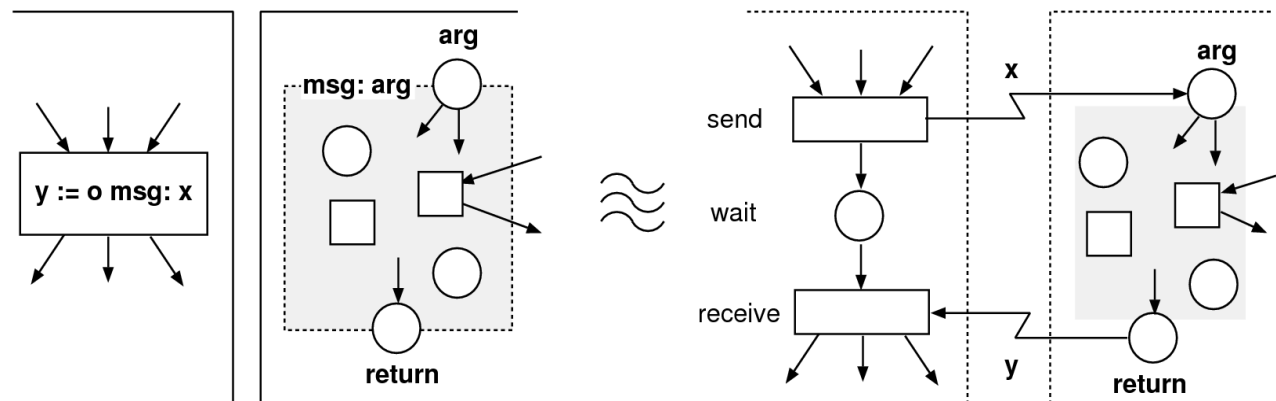 y := o msg: x
arg
msg: arg
return
send
wait
receive
x
y
arg
return